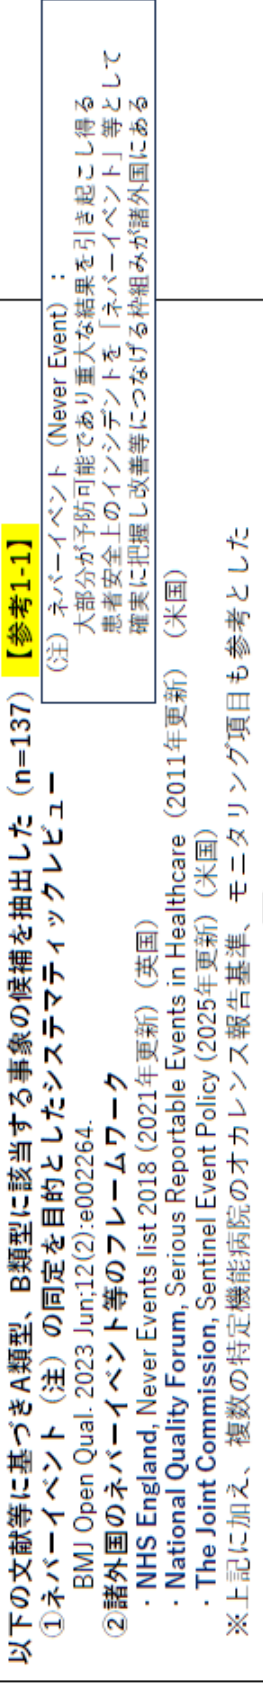 以下の文献等に基づきA類型、B類型に該当する事象の候補を抽出した（n=137）【参考1-1】
①ネバーイベント（注）の同定を目的としたシステマティックレビュー
BMJ Open Qual. 2023 Jun;12(2):e002264.
②諸外国のネバーイベント等のフレームワーク
・NHS England, Never Events list 2018 (2021年更新)（英国）
・National Quality Forum, Serious Reportable Events in Healthcare （2011年更新）（米国）
・The Joint Commission, Sentinel Event Policy (2025年更新)（米国）
※上記に加え、複数の特定機能病院のオカレンス報告基準、モニタリング項目も参考とした
（注）ネバーイベント（Never Event）：
大部分が予防可能であり重大な結果を引き起こし得る
患者安全上のインシデントを「ネバーイベント」等として
確実に把握し改善等につなげる枠組みが諸外国にある